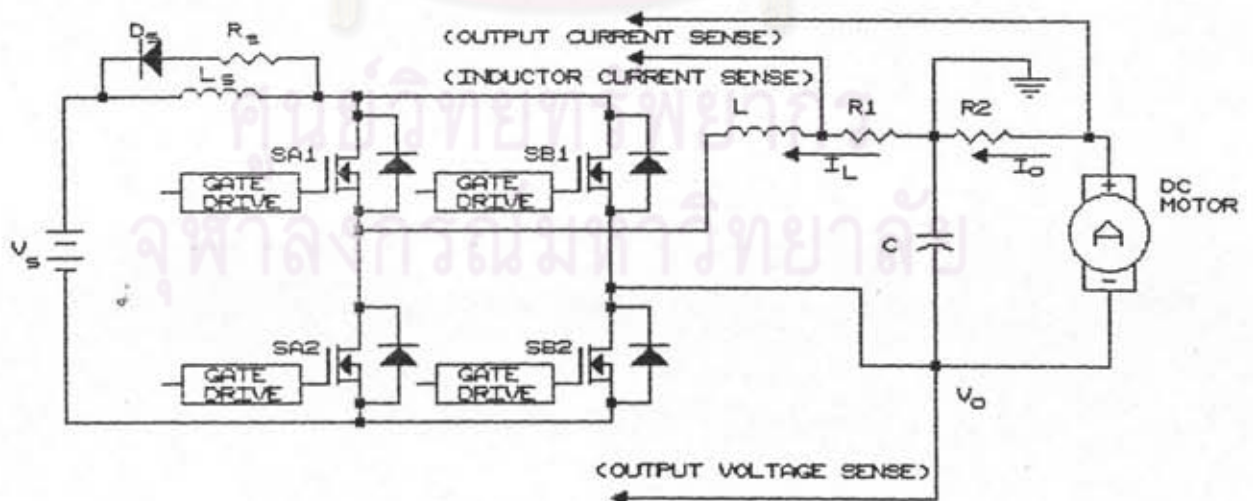 (OUTPUT CURRENT SENSE)
(INDUCTOR CURRENT SENSE)
Ds
Rs
Ls
L
R1
R2
IL
Io
SA1
SB1
GATE DRIVE
GATE DRIVE
+
A
-
DC MOTOR
Vs
C
SA2
SB2
GATE DRIVE
GATE DRIVE
Vo
(OUTPUT VOLTAGE SENSE)
ศูนย์วิทยทรัพยากร
จุฬาลงกรณ์มหาวิทยาลัย